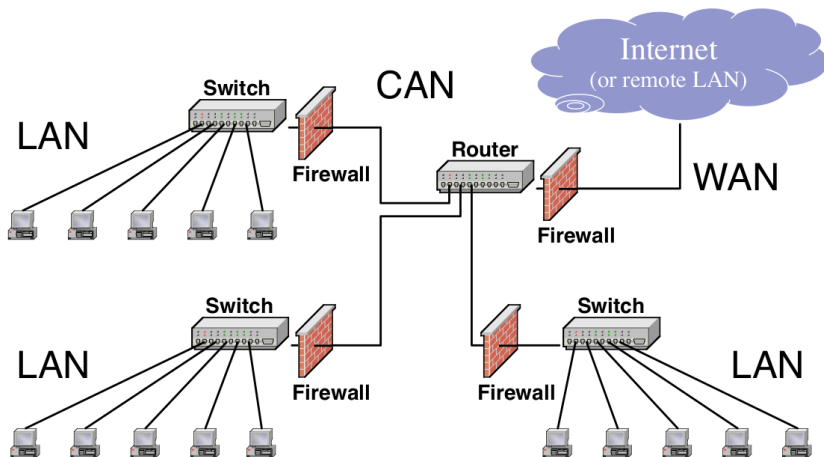 Internet
(or remote LAN)
CAN
Switch
LAN
Firewall
Router
WAN
Firewall
Switch
LAN
Firewall
Switch
Firewall
LAN